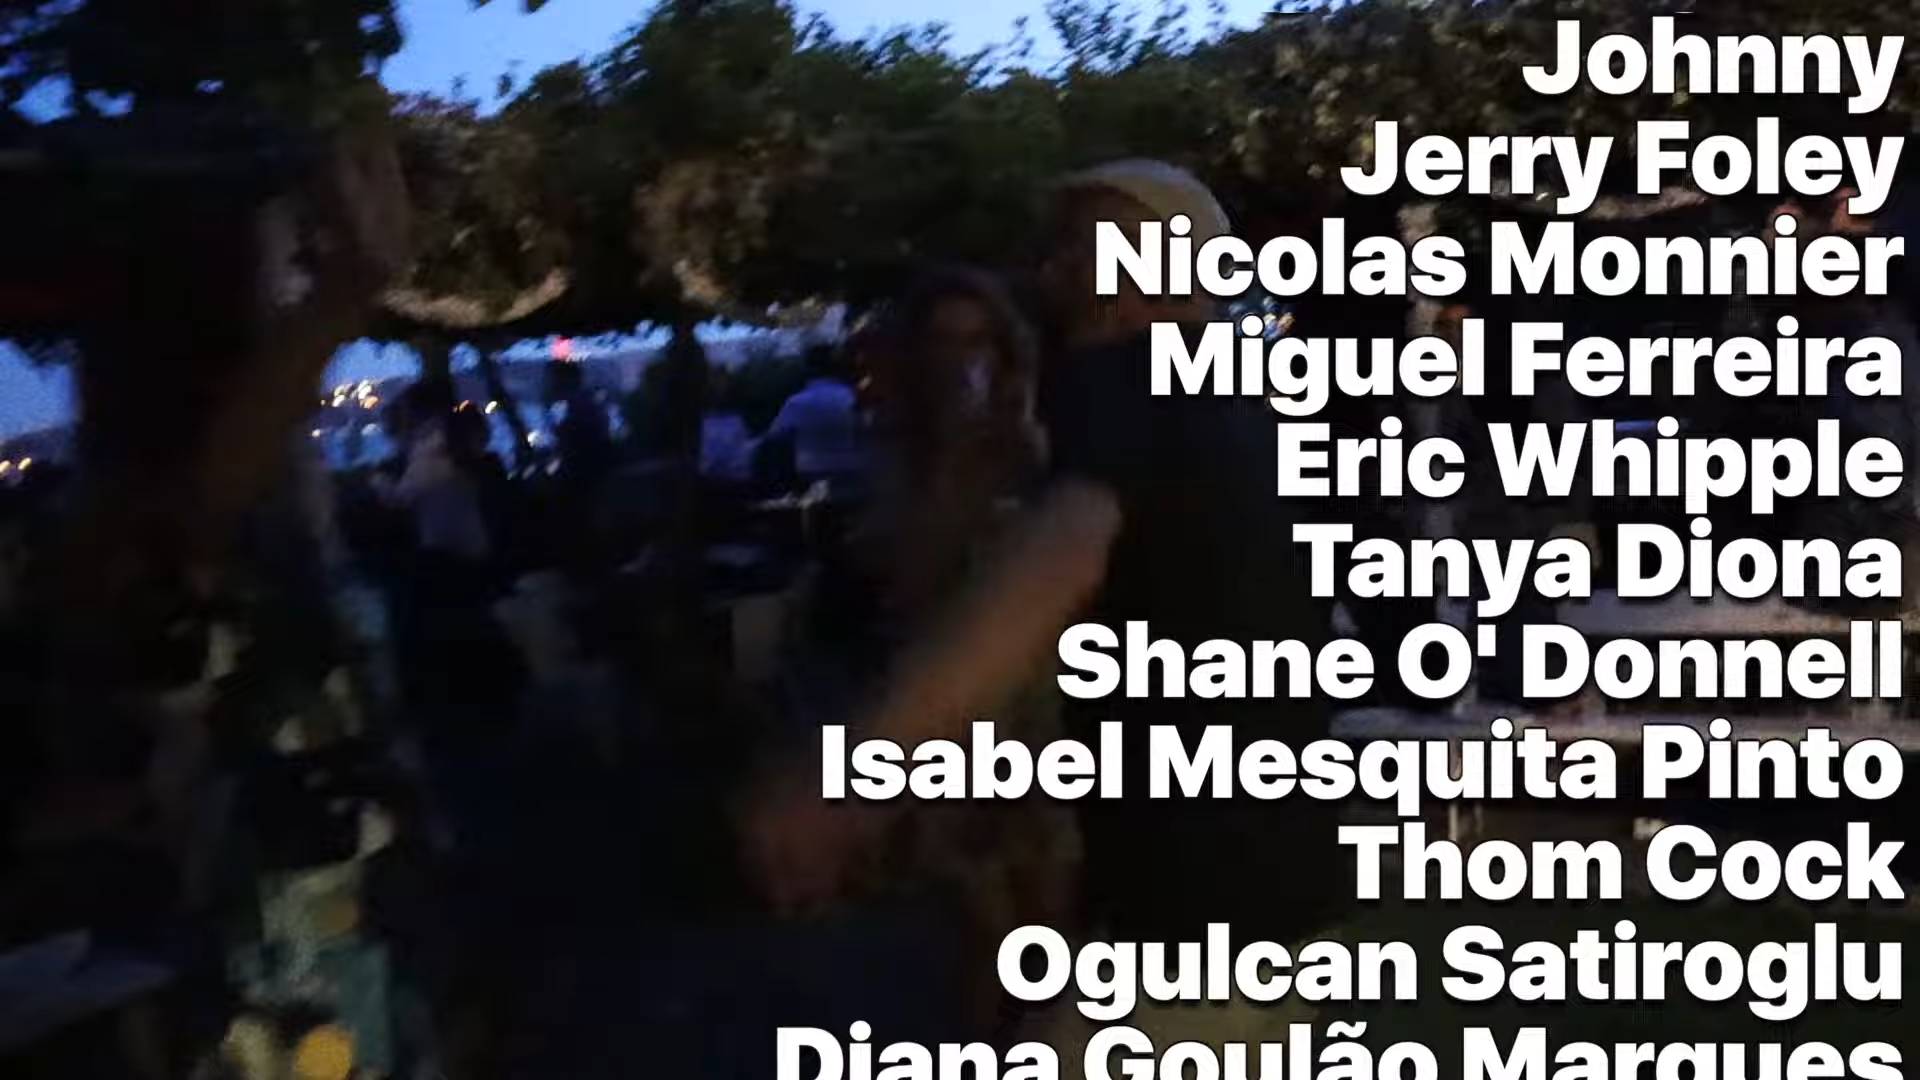 Johnny
Jerry Foley
Nicolas Monnier
Miguel Ferreira
Eric Whipple
Tanya Diona
Shane O' Donnell
Isabel Mesquita Pinto
Thom Cock
Ogulcan Satiroglu
Diana Goulão Marques